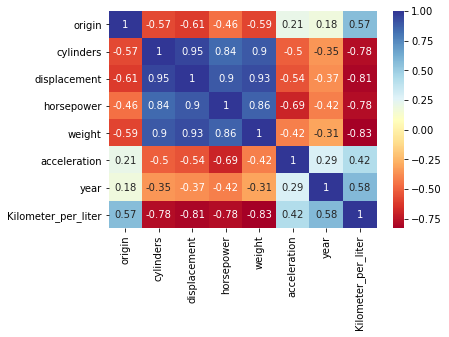 origin 1 -0.57 -0.61 -0.46 -0.59 0.21 0.18 0.57
cylinders -0.57 1 0.95 0.84 0.9 -0.5 -0.35 -0.78
displacement -0.61 0.95 1 0.9 0.93 -0.54 -0.37 -0.81
horsepower -0.46 0.84 0.9 1 0.86 -0.69 -0.42 -0.78
weight -0.59 0.9 0.93 0.86 1 -0.42 -0.31 -0.83
acceleration 0.21 -0.5 -0.54 -0.69 -0.42 1 0.29 0.42
year 0.18 -0.35 -0.37 -0.42 -0.31 0.29 1 0.58
Kilometer_per_liter 0.57 -0.78 -0.81 -0.78 -0.83 0.42 0.58 1
origin
cylinders
displacement
horsepower
weight
acceleration
year
Kilometer_per_liter
1.00
0.75
0.50
0.25
0.00
−0.25
−0.50
−0.75